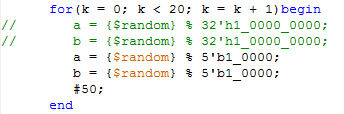 for(k = 0; k < 20; k = k + 1)begin
// a = {$random} % 32'h1_0000_0000;
// b = {$random} % 32'h1_0000_0000;
a = {$random} % 5'b1_0000;
b = {$random} % 5'b1_0000;
#50;
end